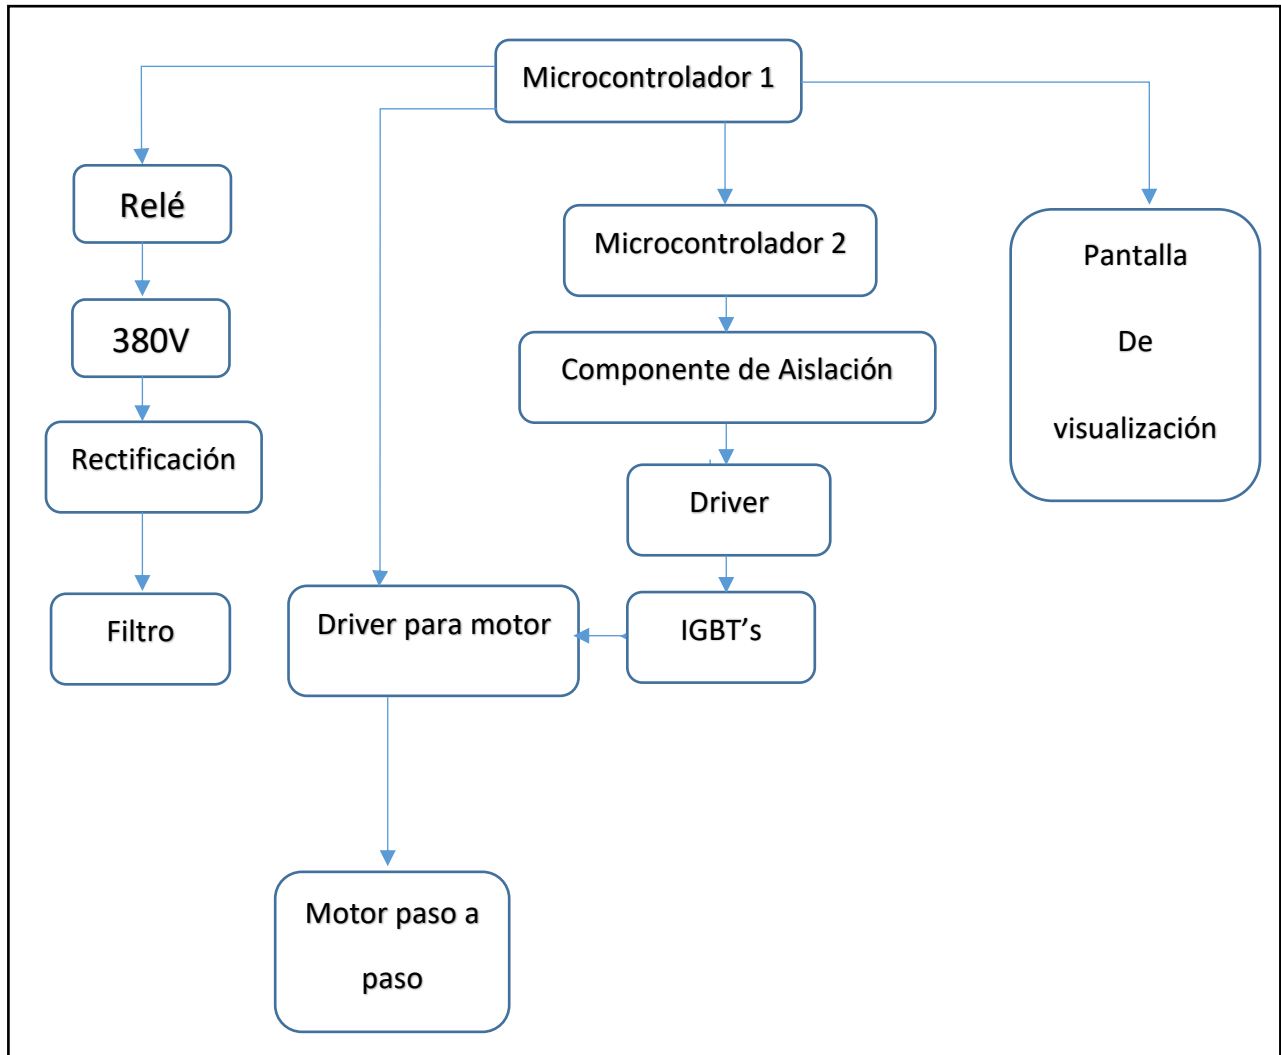 Microcontrolador 1
Relé
380V
Rectificación
Filtro
Driver para motor
Motor paso a
paso
Microcontrolador 2
Componente de Aislación
Driver
IGBT’s
Pantalla
De
visualización